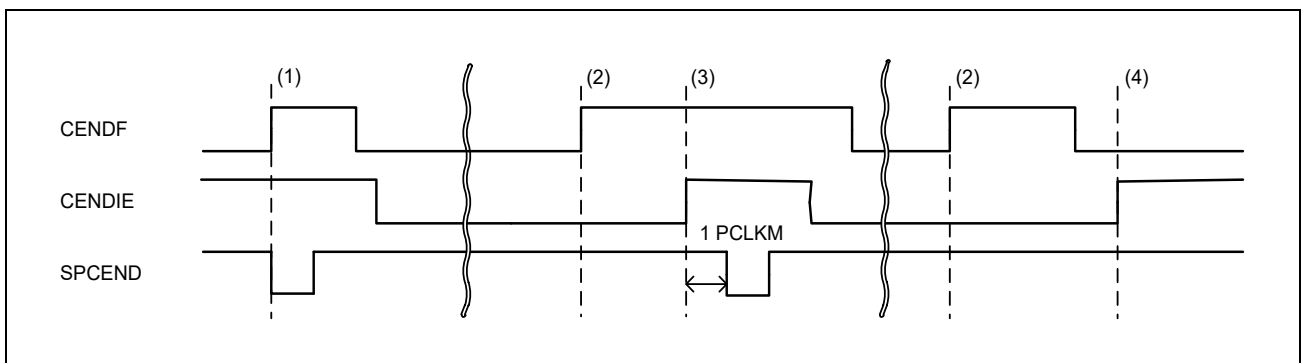 (1)
(2)
(3)
(2)
(4)
CENDF
CENDIE
1 PCLKM
SPCEND